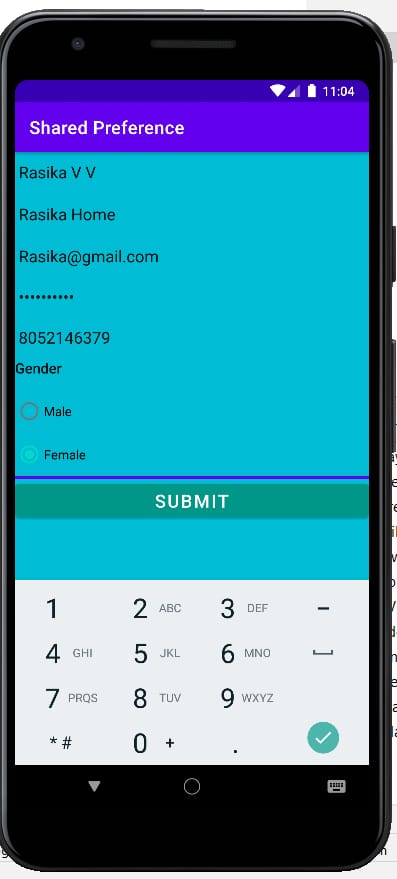 11:04
Shared Preference
Rasika V V
Rasika Home
Rasika@gmail.com
••••••••••
8052146379
Gender
Male
Female
SUBMIT
1 2 ABC 3 DEF –
4 GHI 5 JKL 6 MNO
7 PRQS 8 TUV 9 WXYZ
* # 0 + .